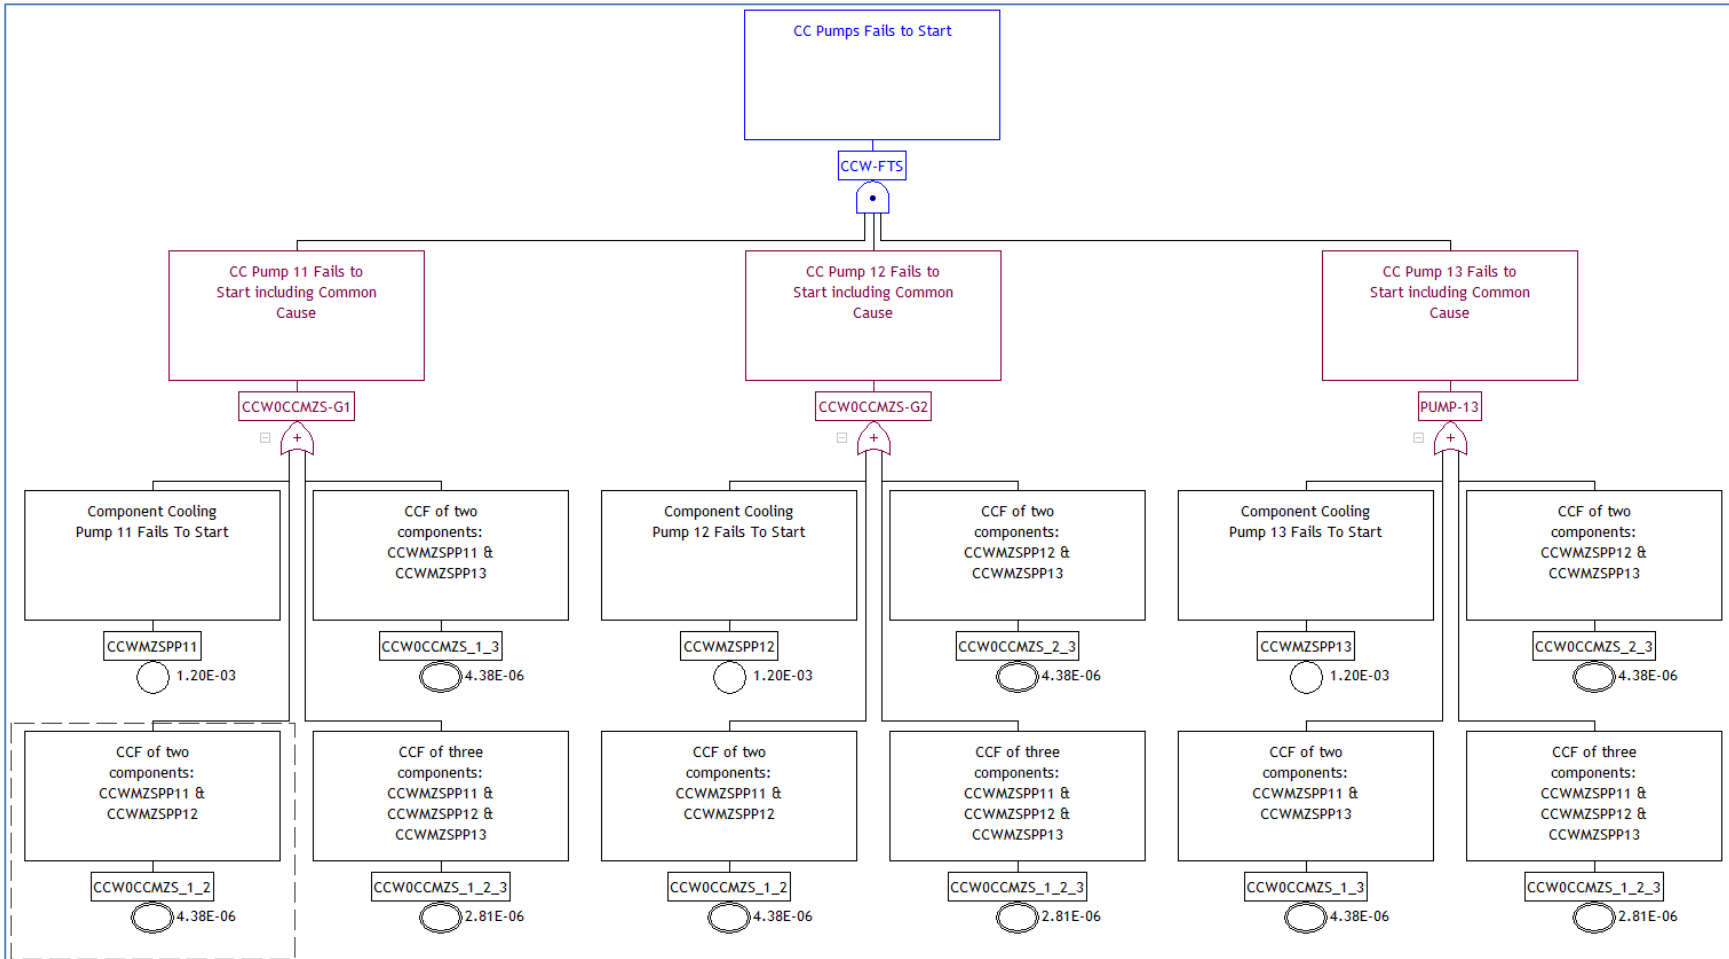 CC Pumps Fails to Start
CCW-FTS
CC Pump 11 Fails to
Start including Common
Cause
CCW0CCMZS-G1
CC Pump 12 Fails to
Start including Common
Cause
CCW0CCMZS-G2
CC Pump 13 Fails to
Start including Common
Cause
PUMP-13
+
+
+
Component Cooling
Pump 11 Fails To Start
CCWMZSPP11
1.20E-03
CCF of two
components:
CCWMZSPP11 &
CCWMZSPP13
CCW0CCMZS_1_3
4.38E-06
Component Cooling
Pump 12 Fails To Start
CCWMZSPP12
1.20E-03
CCF of two
components:
CCWMZSPP12 &
CCWMZSPP13
CCW0CCMZS_2_3
4.38E-06
Component Cooling
Pump 13 Fails To Start
CCWMZSPP13
1.20E-03
CCF of two
components:
CCWMZSPP12 &
CCWMZSPP13
CCW0CCMZS_2_3
4.38E-06
CCF of two
components:
CCWMZSPP11 &
CCWMZSPP12
CCW0CCMZS_1_2
4.38E-06
CCF of three
components:
CCWMZSPP11 &
CCWMZSPP12 &
CCWMZSPP13
CCW0CCMZS_1_2_3
2.81E-06
CCF of two
components:
CCWMZSPP11 &
CCWMZSPP12
CCW0CCMZS_1_2
4.38E-06
CCF of three
components:
CCWMZSPP11 &
CCWMZSPP12 &
CCWMZSPP13
CCW0CCMZS_1_2_3
2.81E-06
CCF of two
components:
CCWMZSPP11 &
CCWMZSPP13
CCW0CCMZS_1_3
4.38E-06
CCF of three
components:
CCWMZSPP11 &
CCWMZSPP12 &
CCWMZSPP13
CCW0CCMZS_1_2_3
2.81E-06